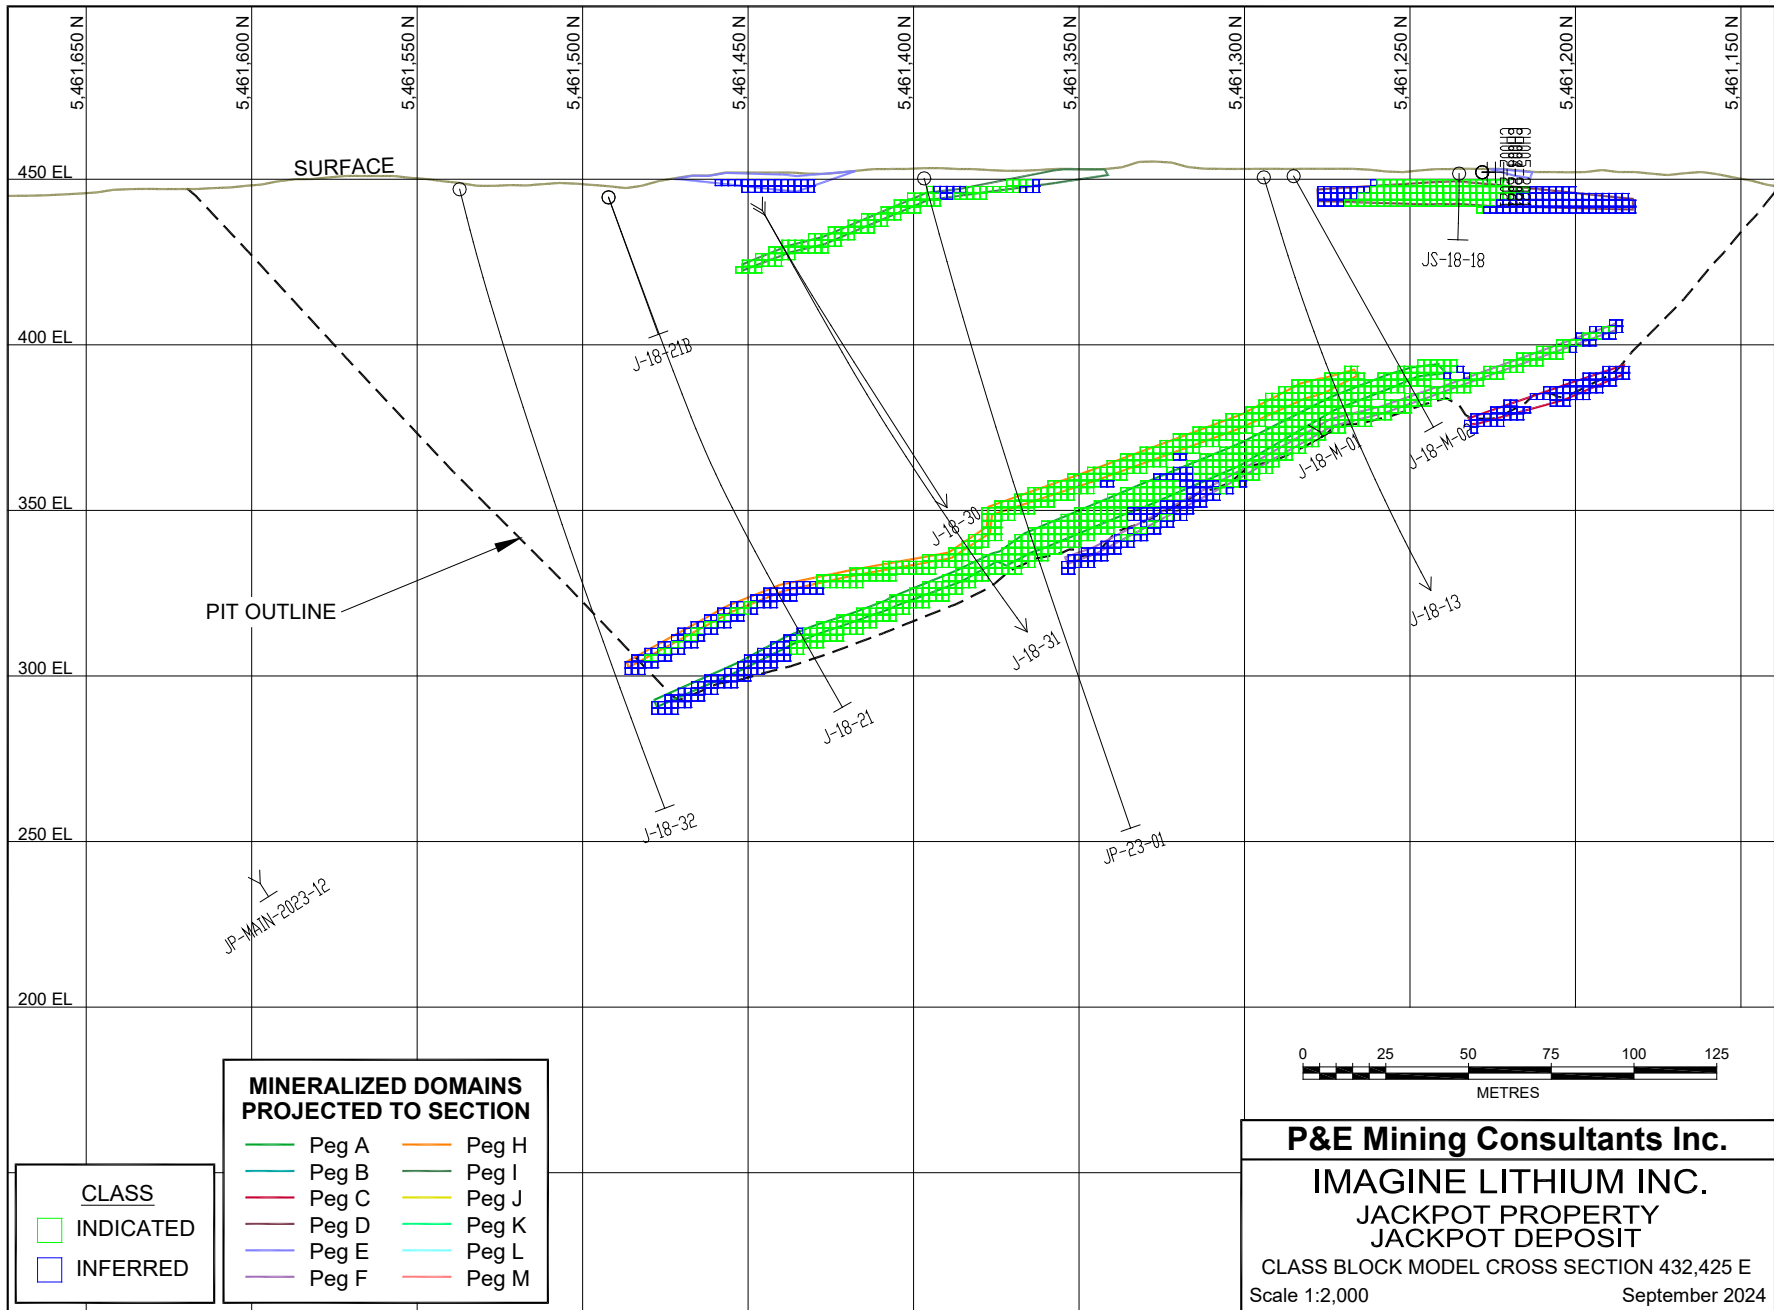 5,461,650 N
5,461,600 N
5,461,550 N
5,461,500 N
5,461,450 N
5,461,400 N
5,461,350 N
5,461,300 N
5,461,250 N
5,461,200 N
5,461,150 N
450 EL
SURFACE
JS-18-18
400 EL
J-18-21B
J-18-M-01
J-18-M-02
350 EL
J-18-30
J-18-13
PIT OUTLINE
J-18-31
300 EL
J-18-21
J-18-32
JP-23-01
250 EL
JP-MAIN-2023-12
200 EL
0 25 50 75 100 125
METRES
MINERALIZED DOMAINS
PROJECTED TO SECTION
Peg A
Peg B
Peg C
Peg D
Peg E
Peg F
Peg H
Peg I
Peg J
Peg K
Peg L
Peg M
CLASS
INDICATED
INFERRED
P&E Mining Consultants Inc.
IMAGINE LITHIUM INC.
JACKPOT PROPERTY
JACKPOT DEPOSIT
CLASS BLOCK MODEL CROSS SECTION 432,425 E
Scale 1:2,000 September 2024